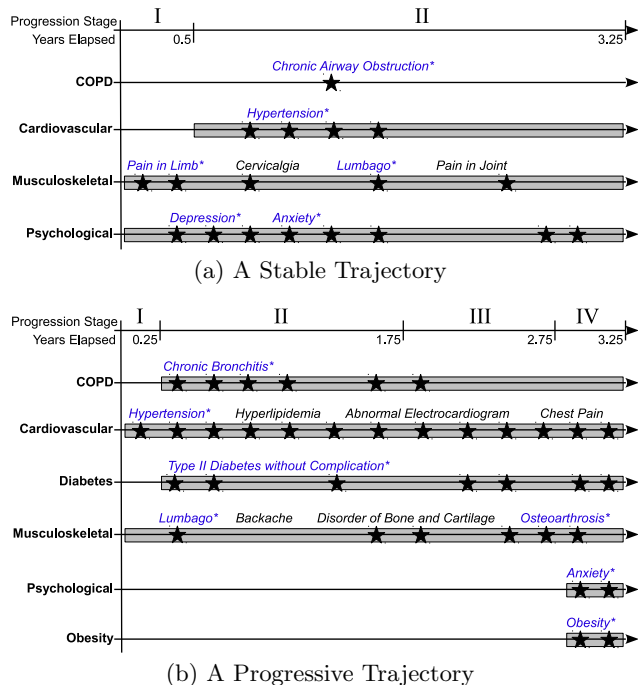 Progression Stage I II
Years Elapsed 0.5 3.25
Chronic Airway Obstruction*
COPD
Hypertension*
Cardiovascular
Pain in Limb* Cervicalgia Lumbago* Pain in Joint
Musculoskeletal
Depression* Anxiety*
Psychological
(a) A Stable Trajectory
Progression Stage I II III IV
Years Elapsed 0.25 1.75 2.75 3.25
Chronic Bronchitis*
COPD
Hypertension* Hyperlipidemia Abnormal Electrocardiogram Chest Pain
Cardiovascular
Type II Diabetes without Complication*
Diabetes
Lumbago* Backache Disorder of Bone and Cartilage Osteoarthrosis*
Musculoskeletal
Anxiety*
Psychological
Obesity*
Obesity
(b) A Progressive Trajectory